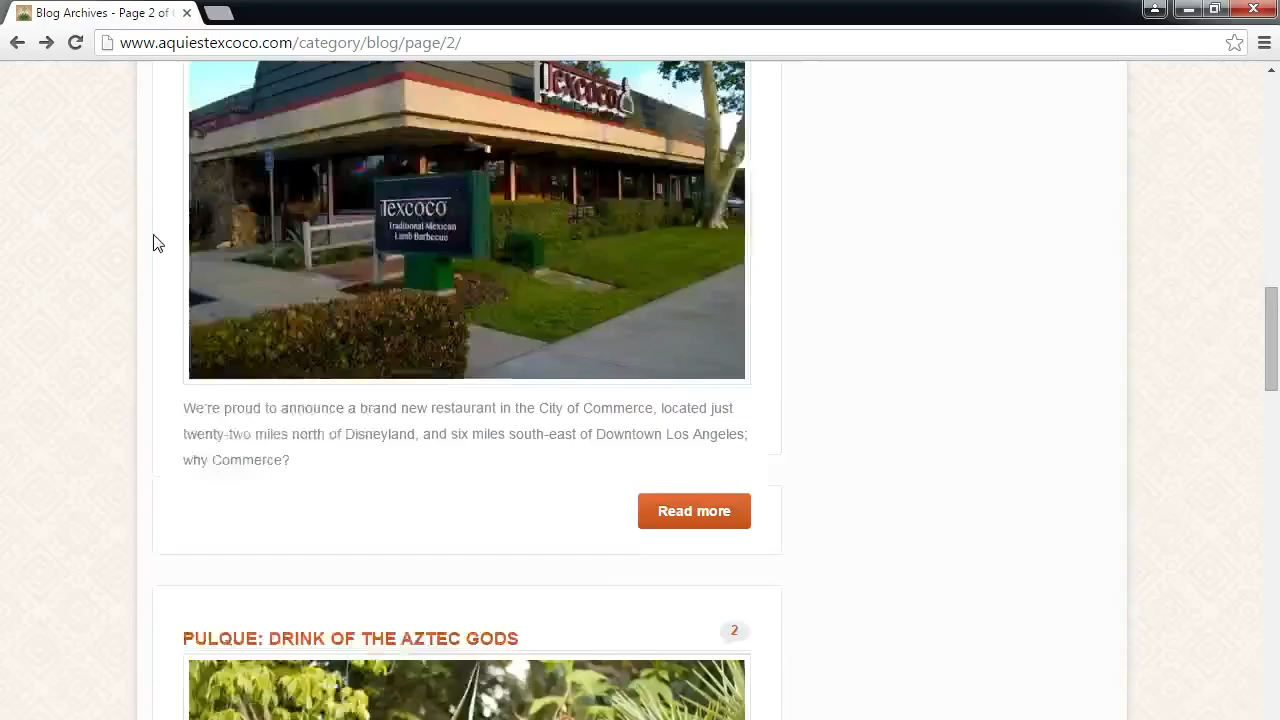 Blog Archives - Page 2 of
www.aquiestexcoco.com/category/blog/page/2/
Texcoco
Texcoco
Traditional Mexican
Lamb Barbecue
We're proud to announce a brand new restaurant in the City of Commerce, located just
twenty-two miles north of Disneyland, and six miles south-east of Downtown Los Angeles;
why Commerce?
Read more
PULQUE: DRINK OF THE AZTEC GODS
2